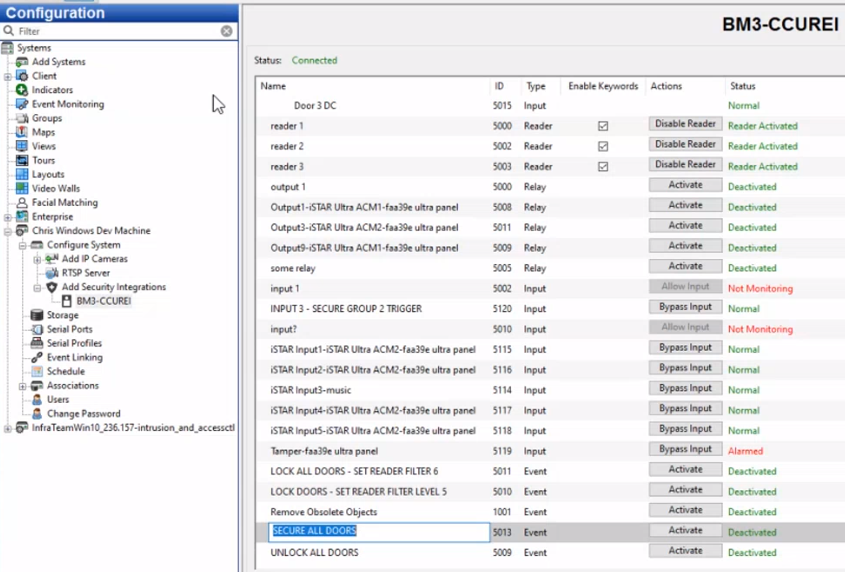 Configuration
Filter
Systems
Add Systems
Client
Indicators
Event Monitoring
Groups
Maps
Views
Tours
Layouts
Video Walls
Facial Matching
Enterprise
Chris Windows Dev Machine
Configure System
Add IP Cameras
RTSP Server
Add Security Integrations
BM3-CCUREI
Storage
Serial Ports
Serial Profiles
Event Linking
Schedule
Associations
Users
Change Password
InfraTeamWin10_236.157-intrusion_and_accessctl
BM3-CCUREI
Status: Connected
Name ID Type Enable Keywords Actions Status
Door 3 DC 5015 Input Normal
reader 1 5000 Reader Disable Reader Reader Activated
reader 2 5002 Reader Disable Reader Reader Activated
reader 3 5003 Reader Disable Reader Reader Activated
output 1 5000 Relay Activate Deactivated
Output1-iSTAR Ultra ACM1-faa39e ultra panel 5008 Relay Activate Deactivated
Output3-iSTAR Ultra ACM2-faa39e ultra panel 5011 Relay Activate Deactivated
Output9-iSTAR Ultra ACM1-faa39e ultra panel 5009 Relay Activate Deactivated
some relay 5005 Relay Activate Deactivated
input 1 5002 Input Allow Input Not Monitoring
INPUT 3 - SECURE GROUP 2 TRIGGER 5120 Input Bypass Input Normal
input? 5010 Input Allow Input Not Monitoring
iSTAR Input1-iSTAR Ultra ACM2-faa39e ultra panel 5115 Input Bypass Input Normal
iSTAR Input2-iSTAR Ultra ACM2-faa39e ultra panel 5116 Input Bypass Input Normal
iSTAR Input3-music 5114 Input Bypass Input Normal
iSTAR Input4-iSTAR Ultra ACM2-faa39e ultra panel 5117 Input Bypass Input Normal
iSTAR Input5-iSTAR Ultra ACM2-faa39e ultra panel 5118 Input Bypass Input Normal
Tamper-faa39e ultra panel 5119 Input Bypass Input Alarmed
LOCK ALL DOORS - SET READER FILTER 6 5011 Event Activate Deactivated
LOCK DOORS - SET READER FILTER LEVEL 5 5010 Event Activate Deactivated
Remove Obsolete Objects 1001 Event Activate Deactivated
SECURE ALL DOORS 5013 Event Activate Deactivated
UNLOCK ALL DOORS 5009 Event Activate Deactivated